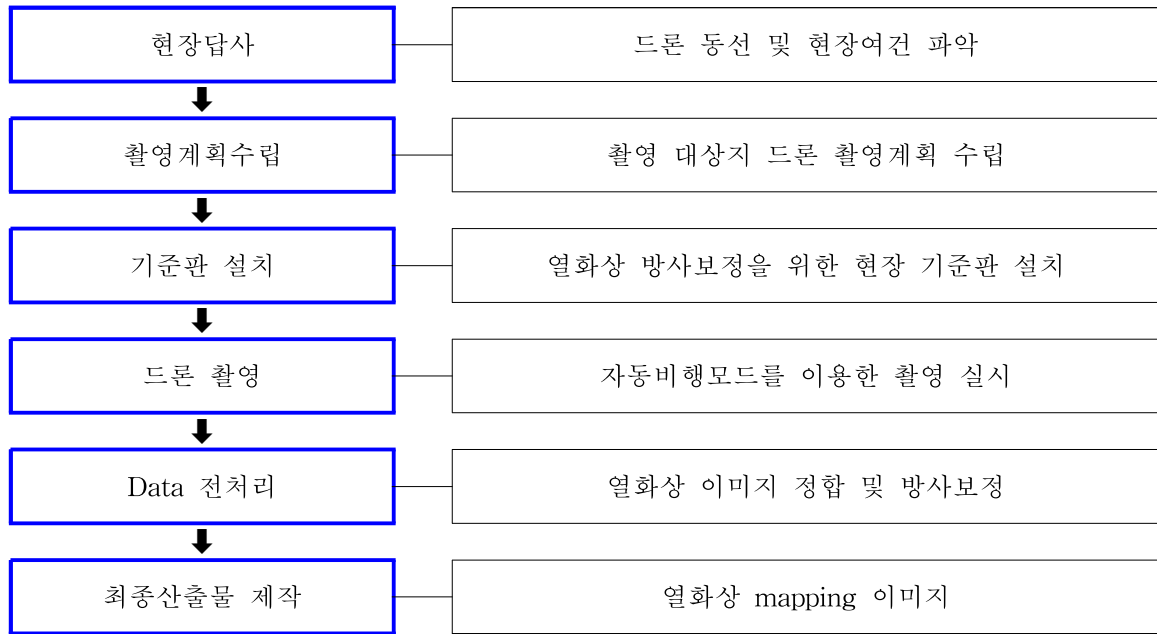 현장답사
드론 동선 및 현장여건 파악
촬영계획수립
촬영 대상지 드론 촬영계획 수립
기준판 설치
열화상 방사보정을 위한 현장 기준판 설치
드론 촬영
자동비행모드를 이용한 촬영 실시
Data 전처리
열화상 이미지 정합 및 방사보정
최종산출물 제작
열화상 mapping 이미지